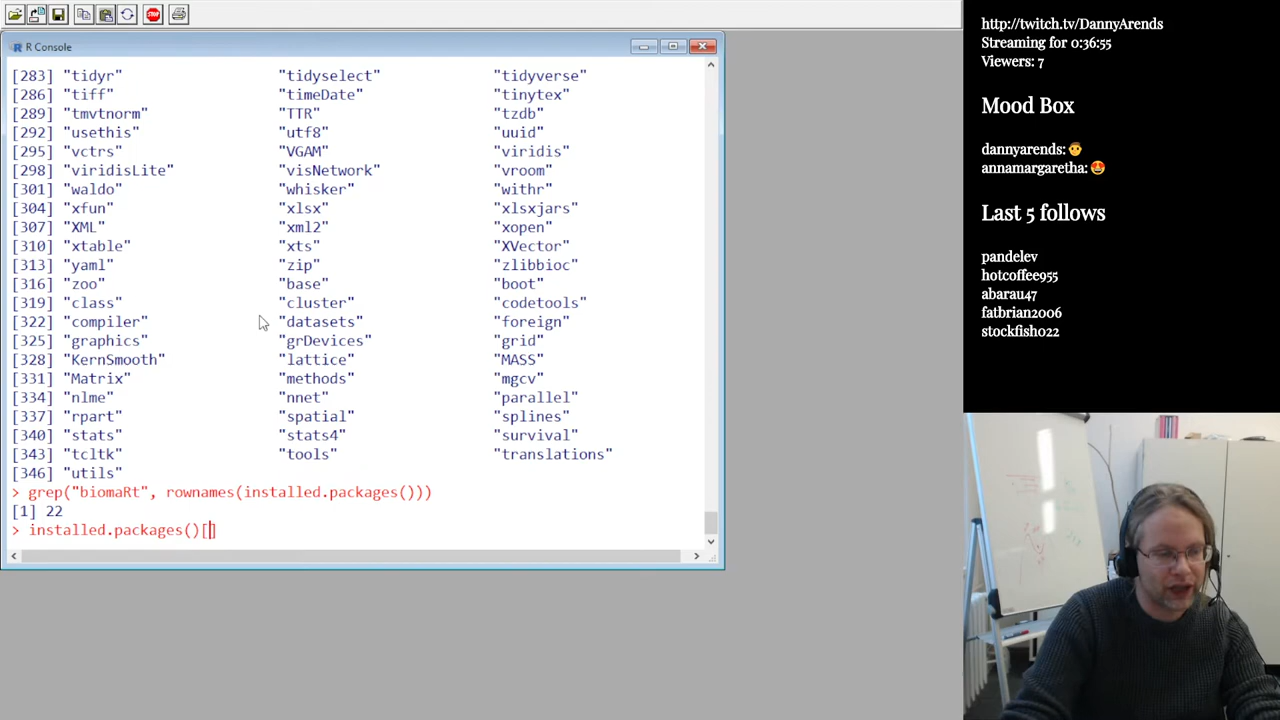 STOP
R Console
[283] "tidyr" "tidyselect" "tidyverse"
[286] "tiff" "timeDate" "tinytex"
[289] "tmvtnorm" "TTR" "tzdb"
[292] "usethis" "utf8" "uuid"
[295] "vctrs" "VGAM" "viridis"
[298] "viridisLite" "visNetwork" "vroom"
[301] "waldo" "whisker" "withr"
[304] "xfun" "xlsx" "xlsxjars"
[307] "XML" "xml2" "xopen"
[310] "xtable" "xts" "XVector"
[313] "yaml" "zip" "zlibbioc"
[316] "zoo" "base" "boot"
[319] "class" "cluster" "codetools"
[322] "compiler" "datasets" "foreign"
[325] "graphics" "grDevices" "grid"
[328] "KernSmooth" "lattice" "MASS"
[331] "Matrix" "methods" "mgcv"
[334] "nlme" "nnet" "parallel"
[337] "rpart" "spatial" "splines"
[340] "stats" "stats4" "survival"
[343] "tcltk" "tools" "translations"
[346] "utils"
> grep("biomaRt", rownames(installed.packages()))
[1] 22
> installed.packages()[]
http://twitch.tv/DannyArends
Streaming for 0:36:55
Viewers: 7
Mood Box
dannyarends:
annamargaretha:
Last 5 follows
pandelev
hotcoffee955
abarau47
fatbrian2006
stockfish022